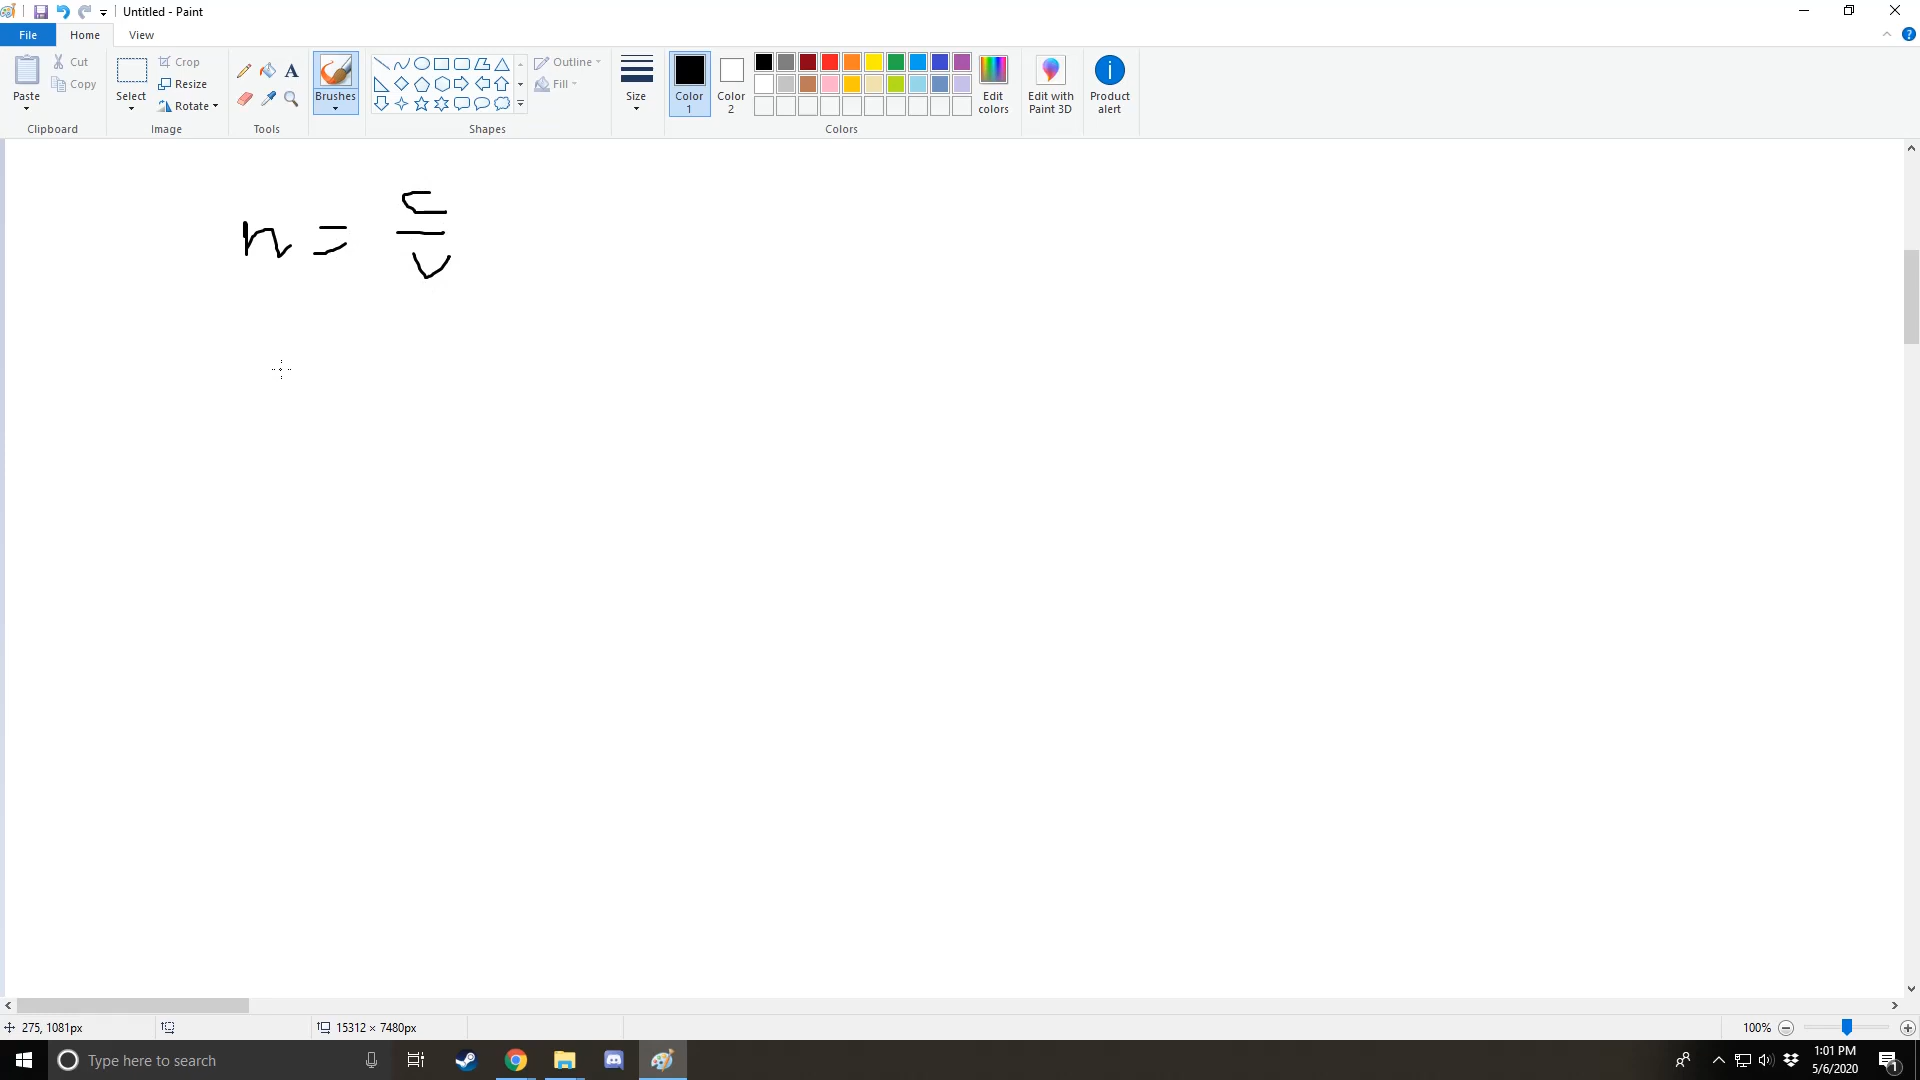 Untitled - Paint
File Home View
Paste
Cut
Copy
Clipboard
Select
Crop
Resize
Rotate
Image
A
Tools
Brushes
Shapes
Outline
Fill
Size
Color 1
Color 2
Edit colors
Colors
Edit with Paint 3D
Product alert
n = c
v
275, 1081px
15312 × 7480px
100%
Type here to search
1:01 PM
5/6/2020
1